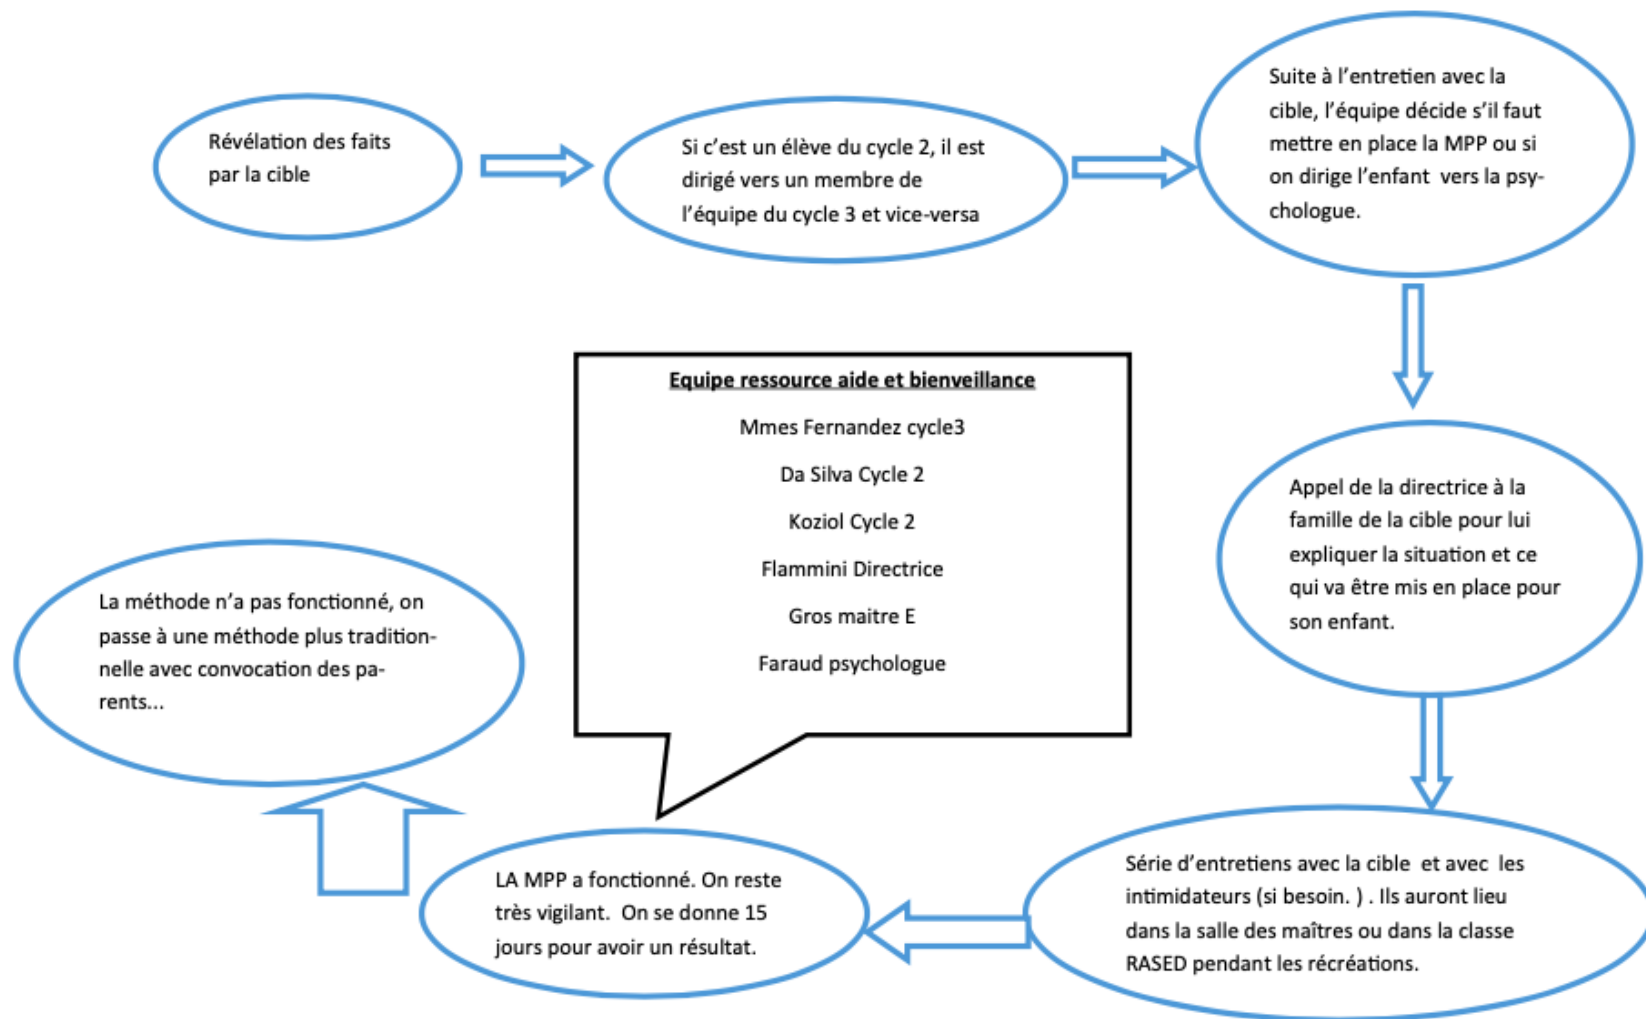 Révélation des faits
par la cible
Si c'est un élève du cycle 2, il est
dirigé vers un membre de
l'équipe du cycle 3 et vice-versa
Suite à l'entretien avec la
cible, l'équipe décide s'il faut
mettre en place la MPP ou si
on dirige l'enfant  vers la psy-
chologue.
Appel de la directrice à la
famille de la cible pour lui
expliquer la situation et ce
qui va être mis en place pour
son enfant.
Série d'entretiens avec la cible  et avec  les
intimidateurs (si besoin. ) . Ils auront lieu
dans la salle des maîtres ou dans la classe
RASED pendant les récréations.
LA MPP a fonctionné. On reste
très vigilant.  On se donne 15
jours pour avoir un résultat.
La méthode n'a pas fonctionné, on
passe à une méthode plus tradition-
nelle avec convocation des pa-
rents...
Equipe ressource aide et bienveillance
Mmes Fernandez cycle3
Da Silva Cycle 2
Koziol Cycle 2
Flammini Directrice
Gros maitre E
Faraud psychologue